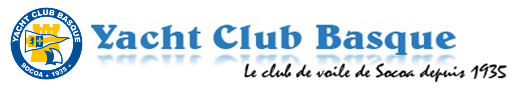 YACHT CLUB BASQUE
SOCOA • 1935 •
Yacht Club Basque
Le club de voile de Socoa depuis 1935